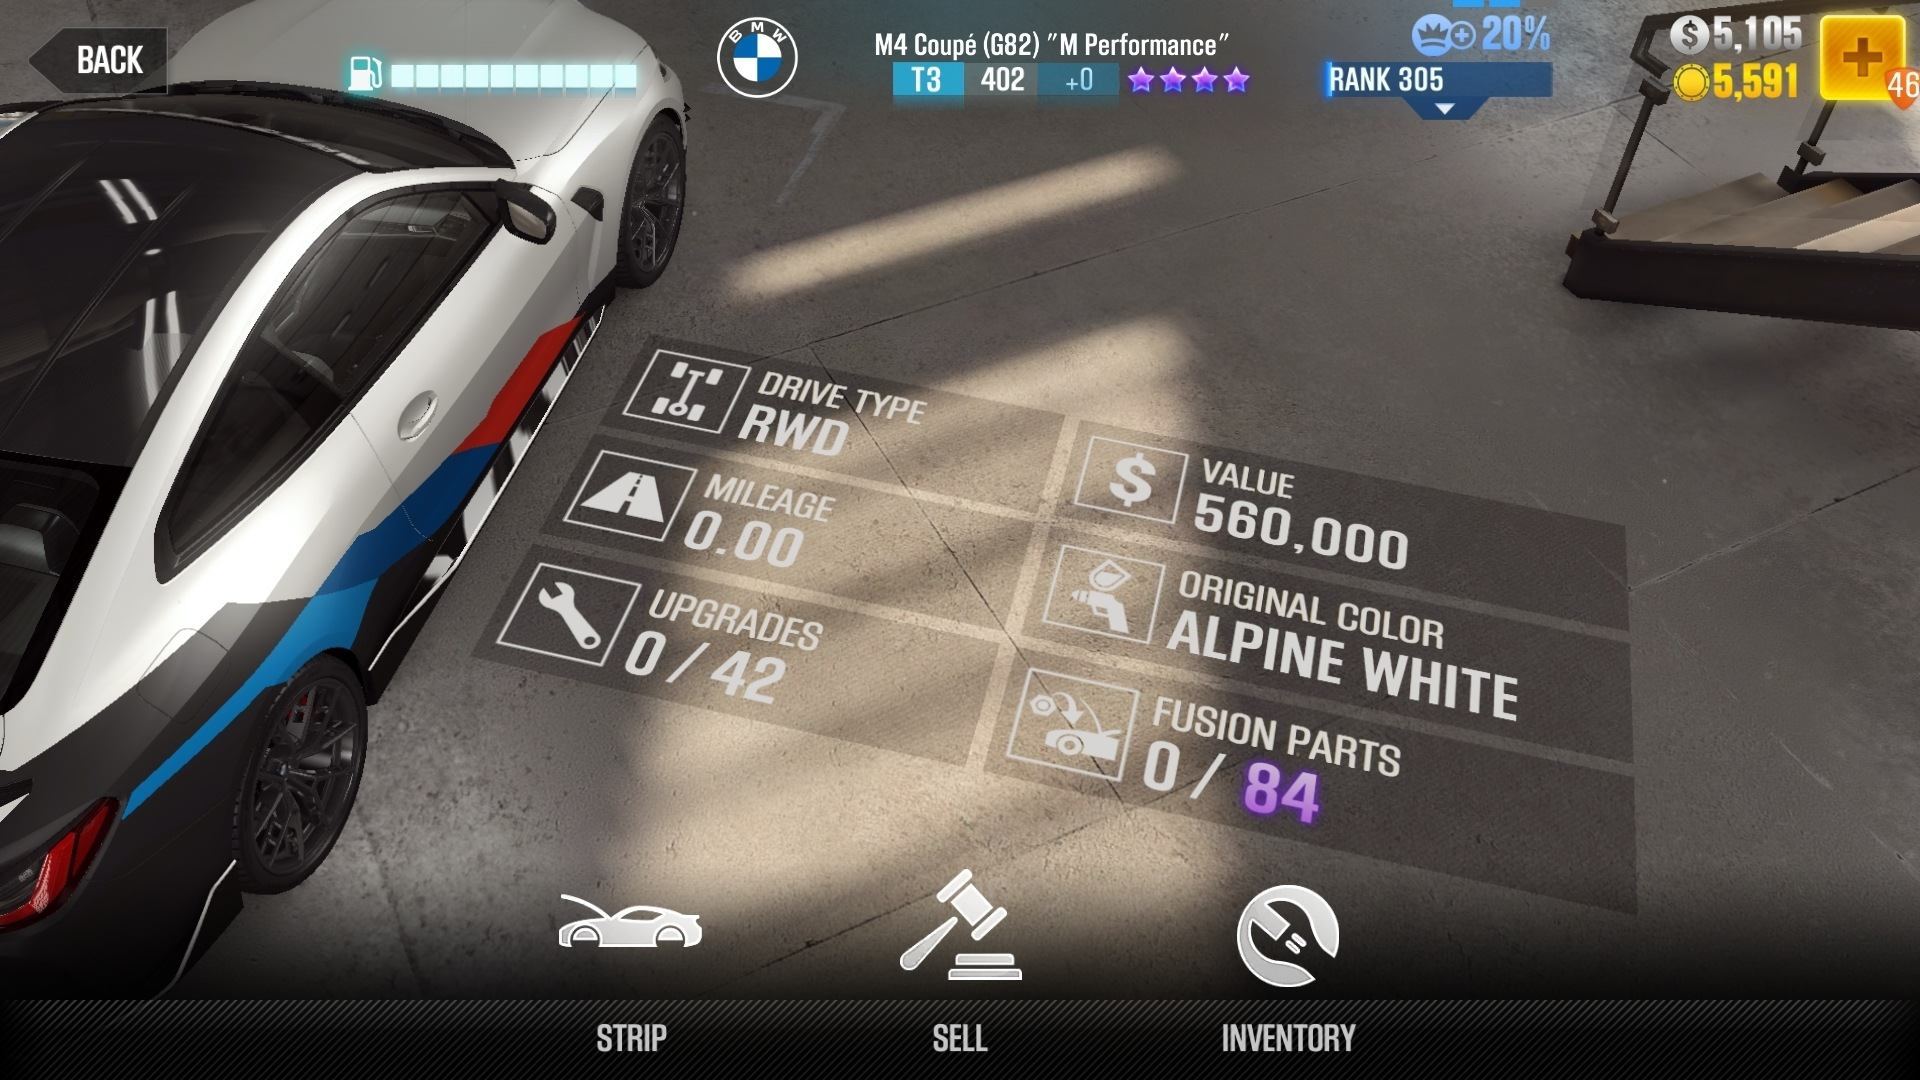 BACK
BMW
M4 Coupé (G82) "M Performance"
T3 402 +0
20%
RANK 305
5,105
5,591
46
DRIVE TYPE
RWD
MILEAGE
0.00
UPGRADES
0 / 42
VALUE
560,000
ORIGINAL COLOR
ALPINE WHITE
FUSION PARTS
0 / 84
STRIP
SELL
INVENTORY